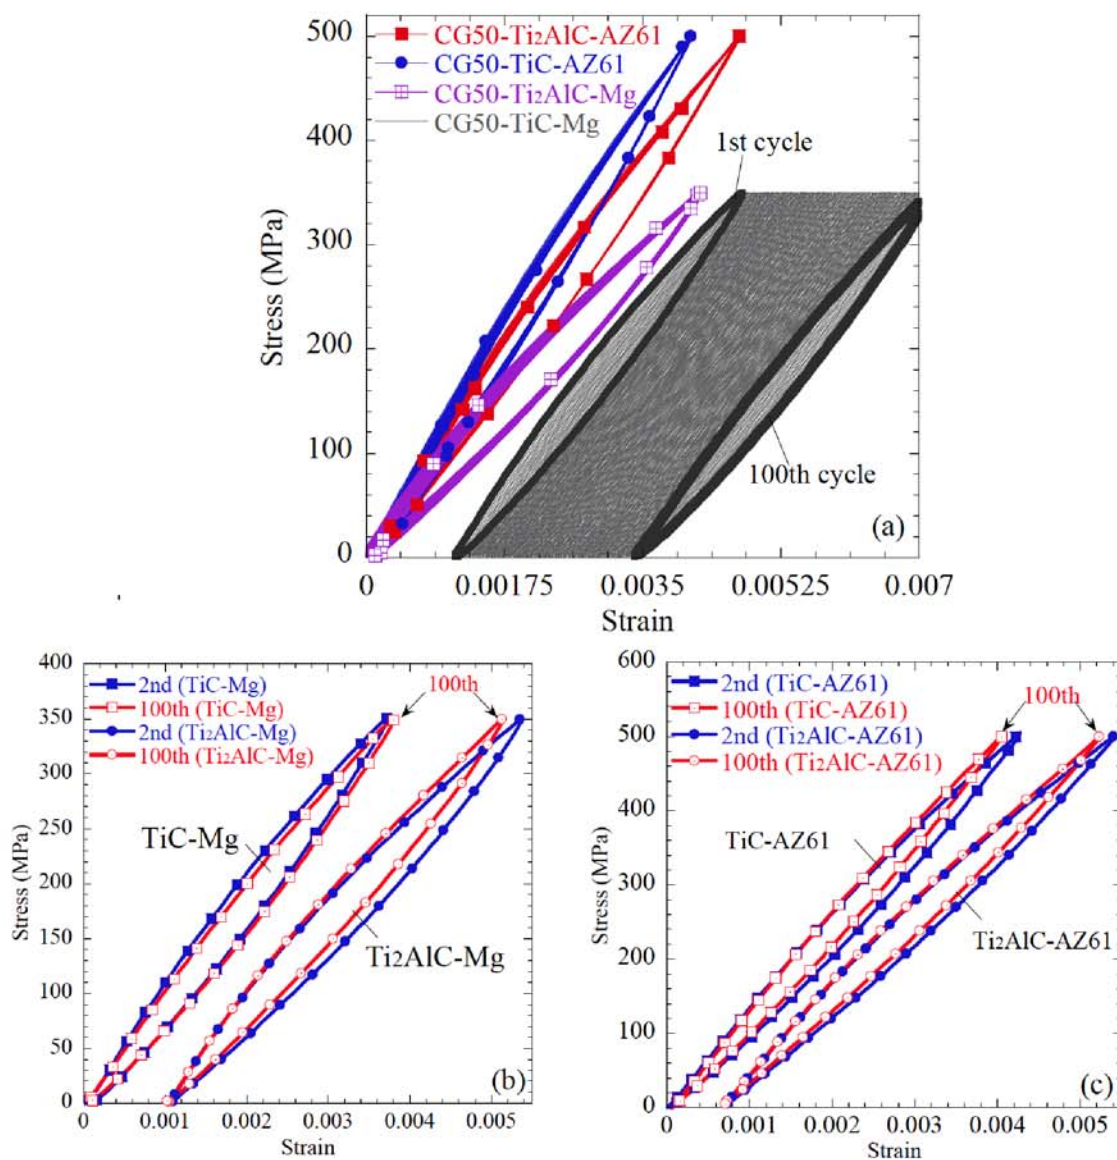 500
400
300
200
100
0
Stress (MPa)
CG50-Ti₂AlC-AZ61
CG50-TiC-AZ61
CG50-Ti₂AlC-Mg
CG50-TiC-Mg
1st cycle
100th cycle
(a)
0 0.00175 0.0035 0.00525 0.007
Strain
400
350
300
250
200
150
100
50
0
Stress (MPa)
2nd (TiC-Mg)
100th (TiC-Mg)
2nd (Ti₂AlC-Mg)
100th (Ti₂AlC-Mg)
100th
TiC-Mg
Ti₂AlC-Mg
(b)
0 0.001 0.002 0.003 0.004 0.005
Strain
600
500
400
300
200
100
0
Stress (MPa)
2nd (TiC-AZ61)
100th (TiC-AZ61)
2nd (Ti₂AlC-AZ61)
100th (Ti₂AlC-AZ61)
100th
TiC-AZ61
Ti₂AlC-AZ61
(c)
0 0.001 0.002 0.003 0.004 0.005
Strain